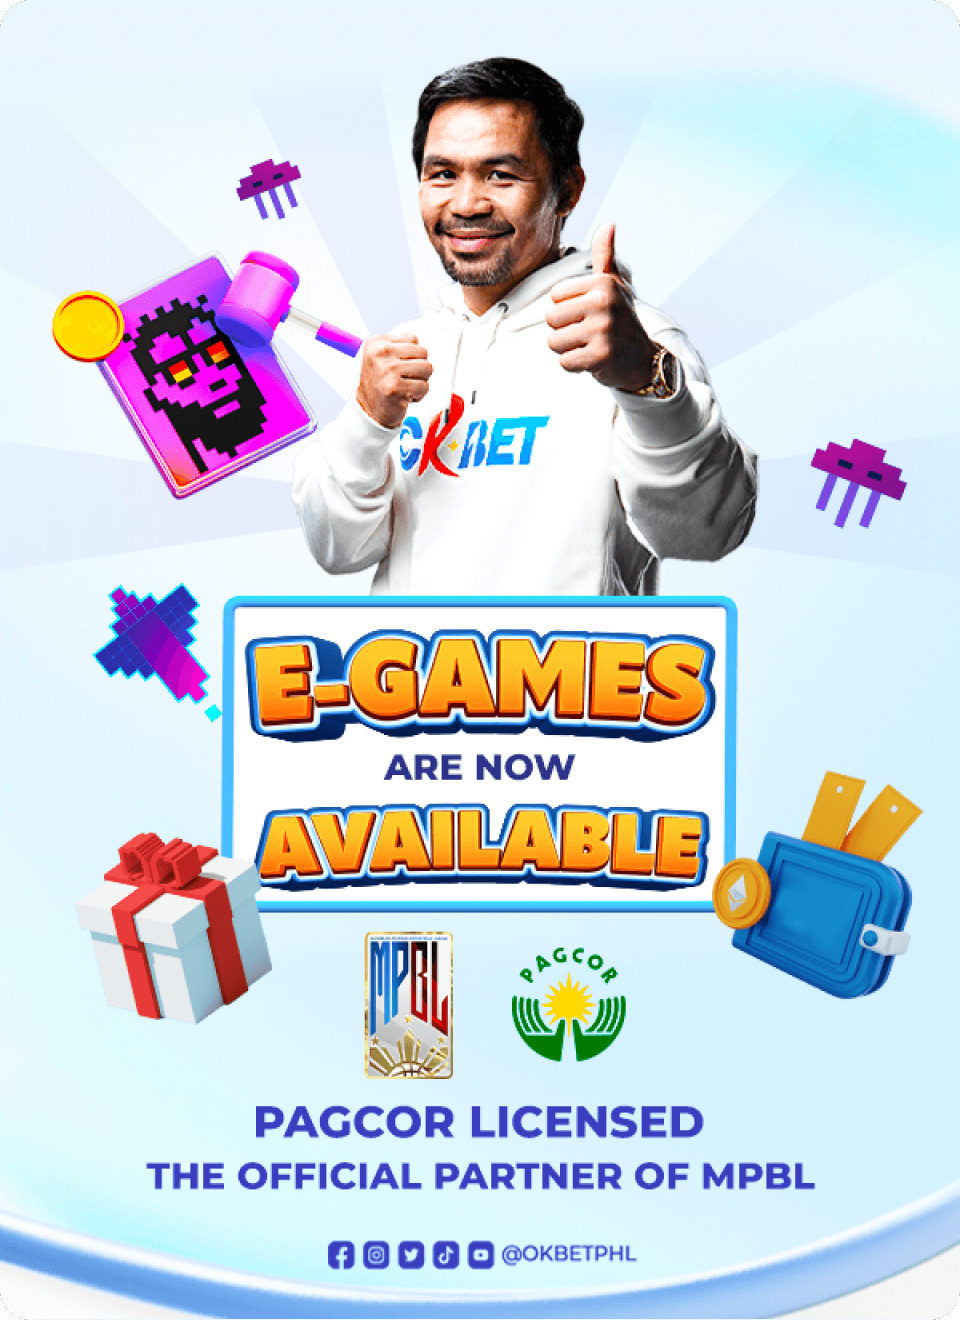 OKBET
E-GAMES
ARE NOW
AVAILABLE
MPBL
PAGCOR
PAGCOR LICENSED
THE OFFICIAL PARTNER OF MPBL
@OKBETPHL